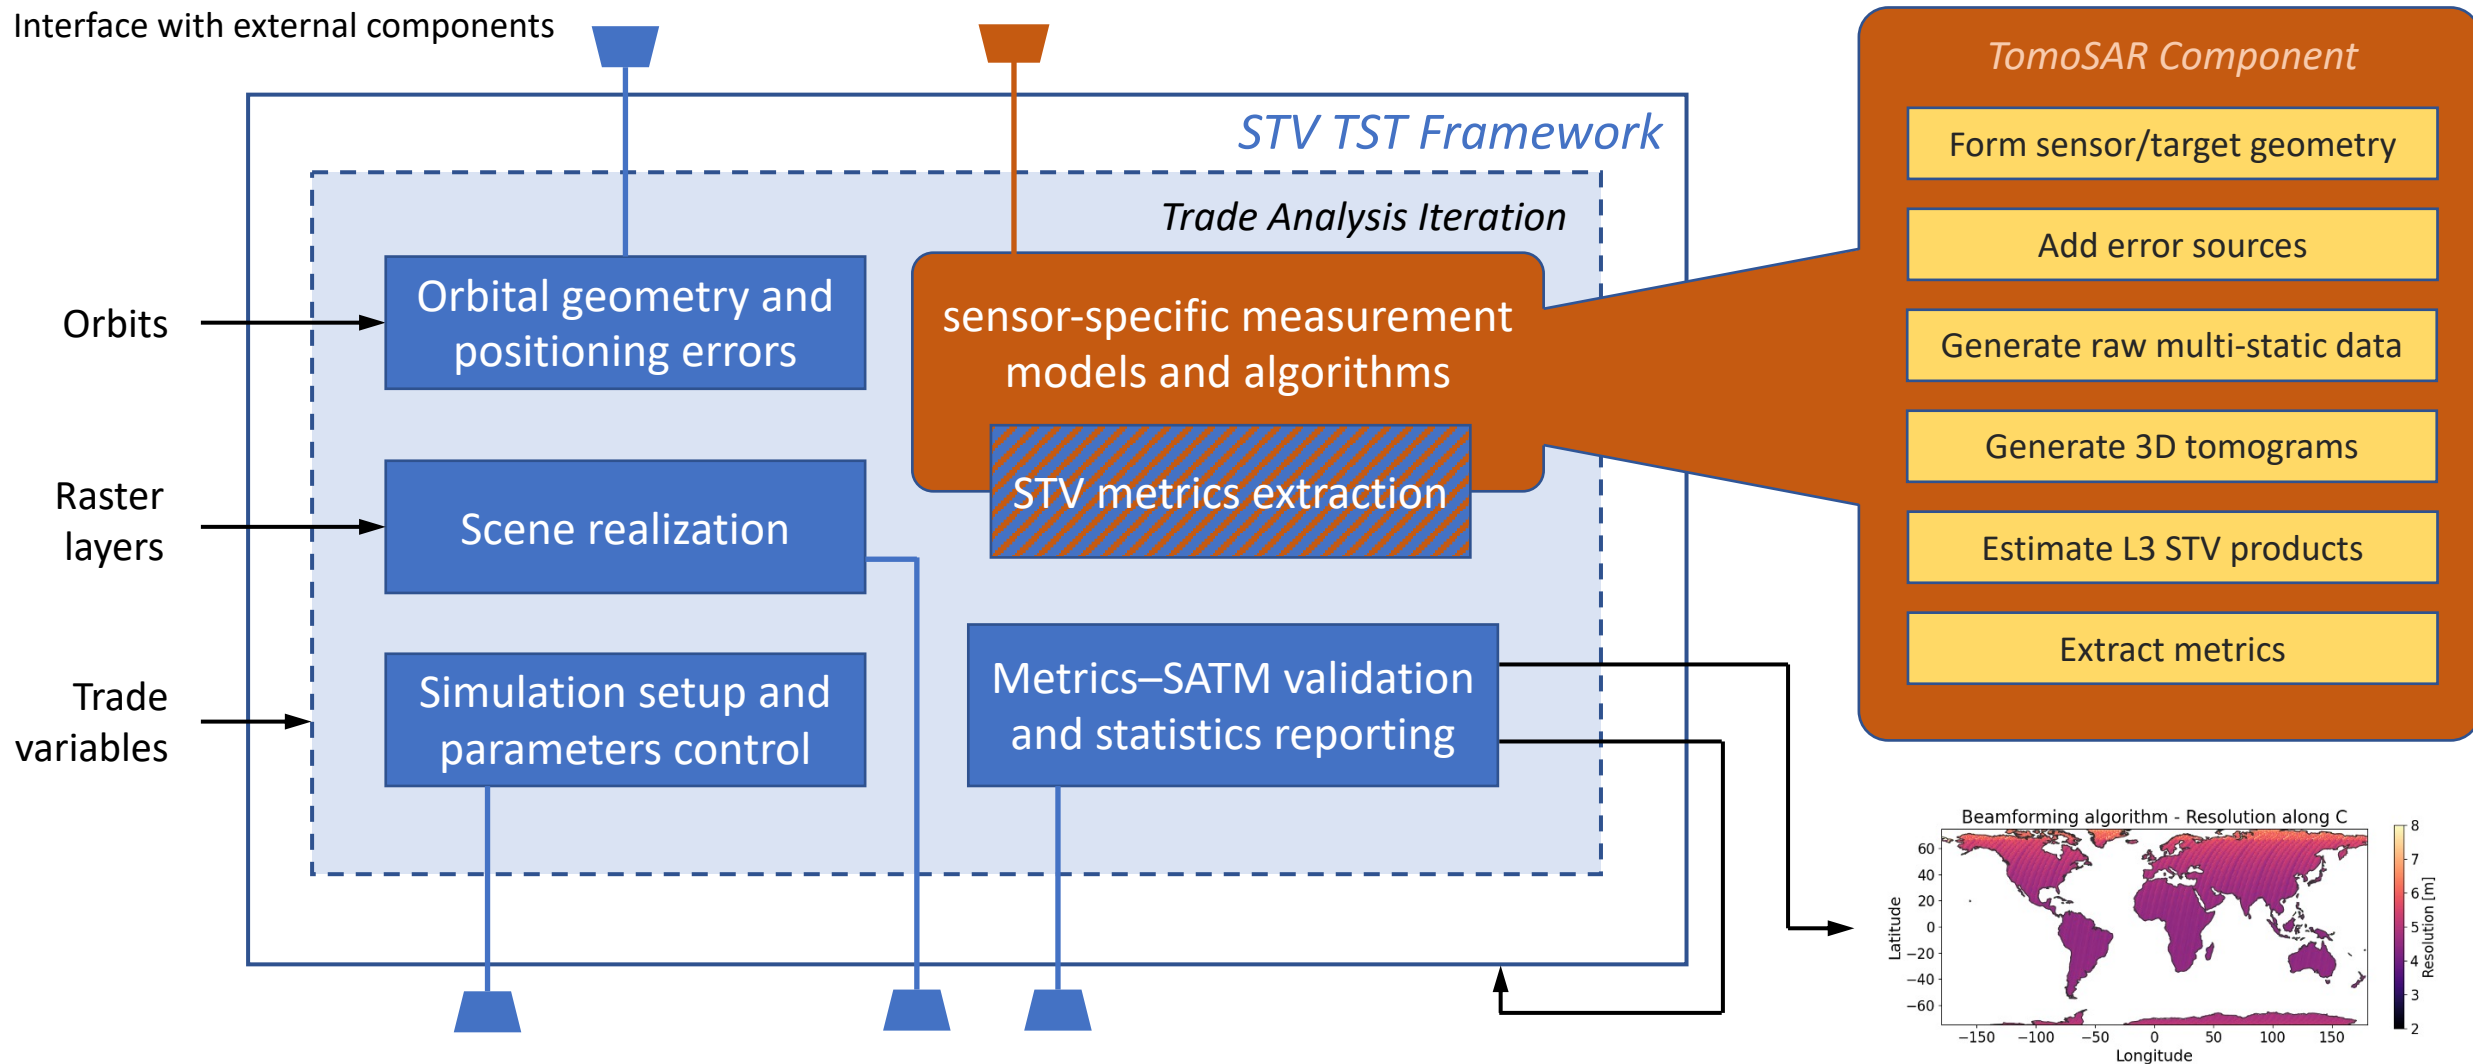 Interface with external components
STV TST Framework
Trade Analysis Iteration
Orbits
Orbital geometry and
positioning errors
sensor-specific measurement
models and algorithms
STV metrics extraction
Raster
layers
Scene realization
Trade
variables
Simulation setup and
parameters control
Metrics–SATM validation
and statistics reporting
TomoSAR Component
Form sensor/target geometry
Add error sources
Generate raw multi-static data
Generate 3D tomograms
Estimate L3 STV products
Extract metrics
Beamforming algorithm - Resolution along C
Latitude
60
40
20
0
−20
−40
−60
−150 −100 −50 0 50 100 150
Longitude
8
7
6
5
4
3
2
Resolution [m]